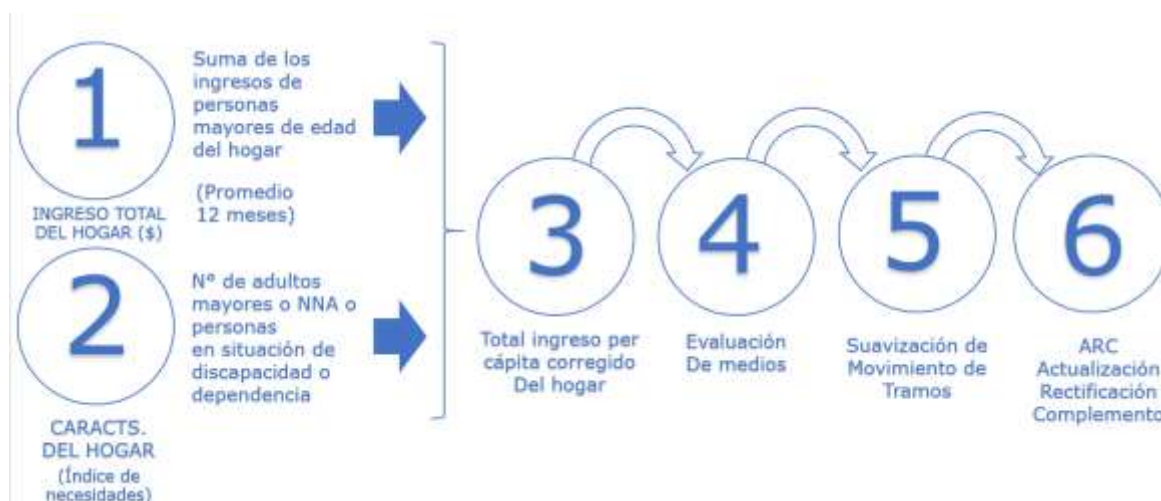 1
INGRESO TOTAL
DEL HOGAR ($)
Suma de los
ingresos de
personas
mayores de edad
del hogar
(Promedio
12 meses)
2
CARACTS.
DEL HOGAR
(Índice de
necesidades)
N° de adultos
mayores o NNA o
personas
en situación de
discapacidad o
dependencia
3
Total ingreso per
cápita corregido
Del hogar
4
Evaluación
De medios
5
Suavización de
Movimiento de
Tramos
6
ARC
Actualización
Rectificación
Complemento